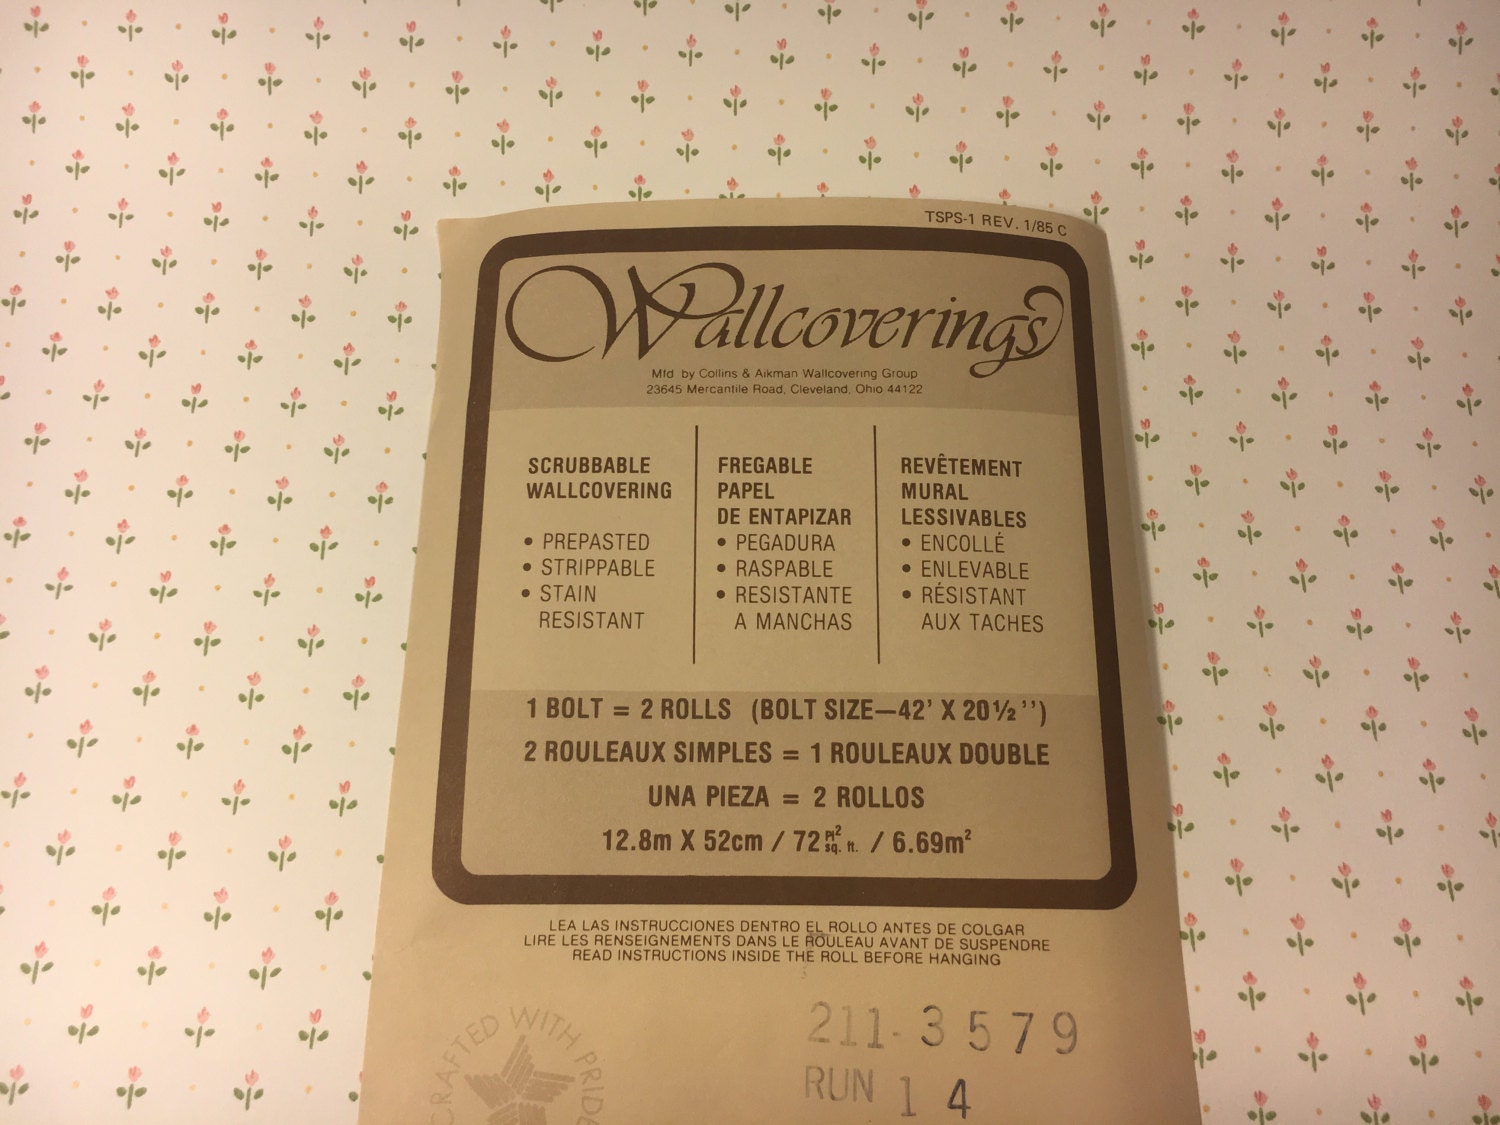 TSPS-1 REV. 1/85 C
Wallcoverings
Mfd by Collins & Aikman Wallcovering Group
23645 Mercantile Road, Cleveland, Ohio 44122
SCRUBBABLE
WALLCOVERING
• PREPASTED
• STRIPPABLE
• STAIN
RESISTANT
FREGABLE
PAPEL
DE ENTAPIZAR
• PEGADURA
• RASPABLE
• RESISTANTE
A MANCHAS
REVÊTEMENT
MURAL
LESSIVABLES
• ENCOLLÉ
• ENLEVABLE
• RÉSISTANT
AUX TACHES
1 BOLT = 2 ROLLS (BOLT SIZE—42' X 20½'')
2 ROULEAUX SIMPLES = 1 ROULEAUX DOUBLE
UNA PIEZA = 2 ROLLOS
12.8m X 52cm / 72 pi² sq. ft. / 6.69m²
LEA LAS INSTRUCCIONES DENTRO EL ROLLO ANTES DE COLGAR
LIRE LES RENSEIGNEMENTS DANS LE ROULEAU AVANT DE SUSPENDRE
READ INSTRUCTIONS INSIDE THE ROLL BEFORE HANGING
CRAFTED WITH PRIDE
211-3579
RUN 14